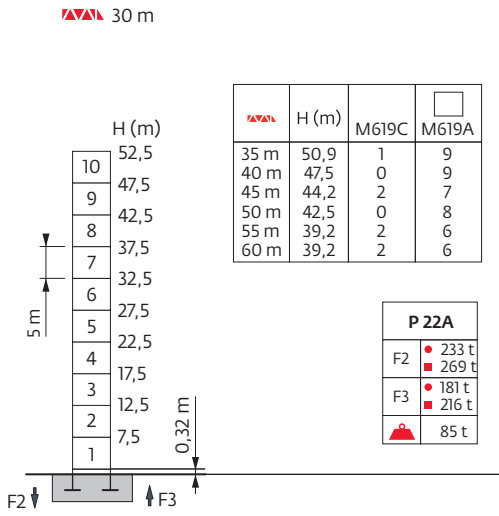 30 m
H (m)
M619C
M619A
35 m 50,9 1 9
40 m 47,5 0 9
45 m 44,2 2 7
50 m 42,5 0 8
55 m 39,2 2 6
60 m 39,2 2 6
H (m)
52,5
10
47,5
9
42,5
8
37,5
7
32,5
6
27,5
5
22,5
4
17,5
3
12,5
2
7,5
1
5 m
0,32 m
F2
F3
P 22A
F2
233 t
269 t
F3
181 t
216 t
85 t